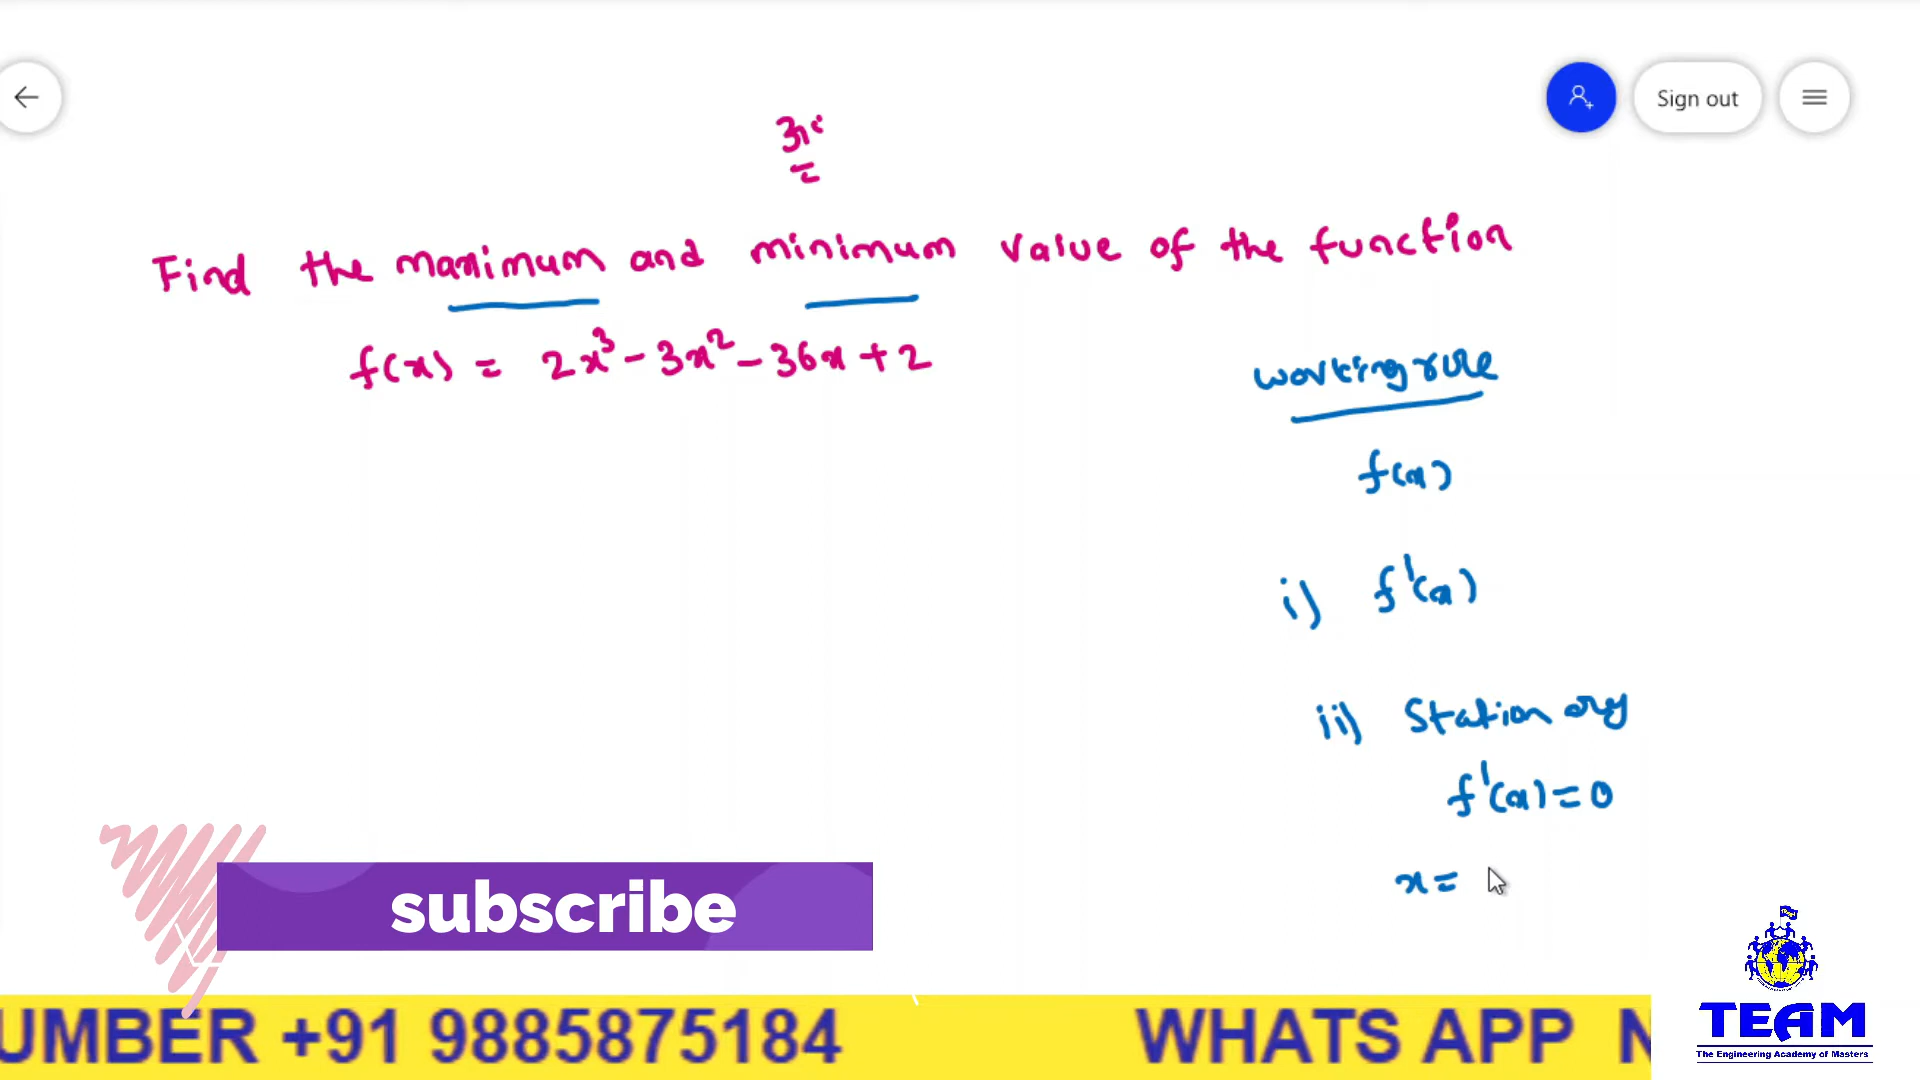 Sign out
Find the maximum and minimum value of the function
f(x) = 2x³ - 3x² - 36x + 2
working rule
f(x)
i) f'(x)
ii) Stationary
f'(x) = 0
x =
subscribe
UMBER +91 9885875184 WHATS APP N
TEAM
The Engineering Academy of Masters